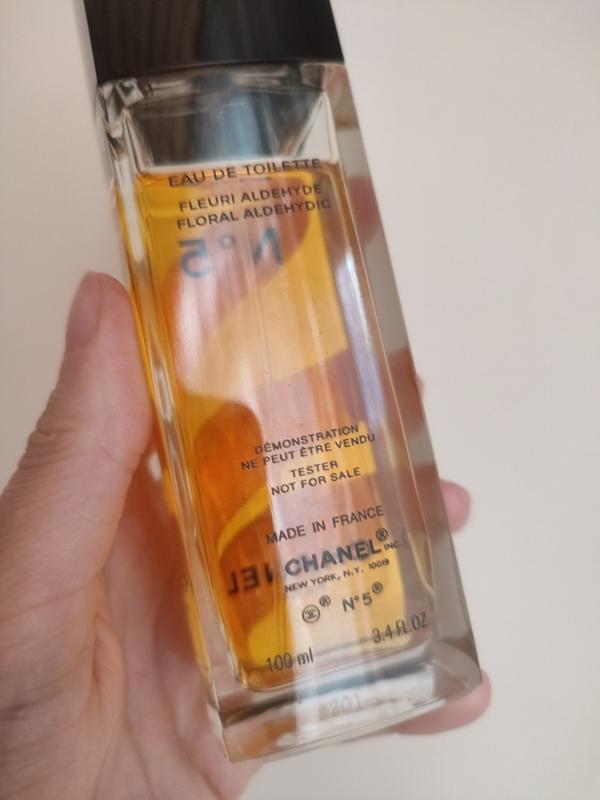 EAU DE TOILETTE
FLEURI ALDEHYDE
FLORAL ALDEHYDIC
N°5
DÉMONSTRATION
NE PEUT ÊTRE VENDU
TESTER
NOT FOR SALE
MADE IN FRANCE
CHANEL® INC.
NEW YORK, N.Y. 10019
® N°5®
100 ml 3.4 FL.OZ.